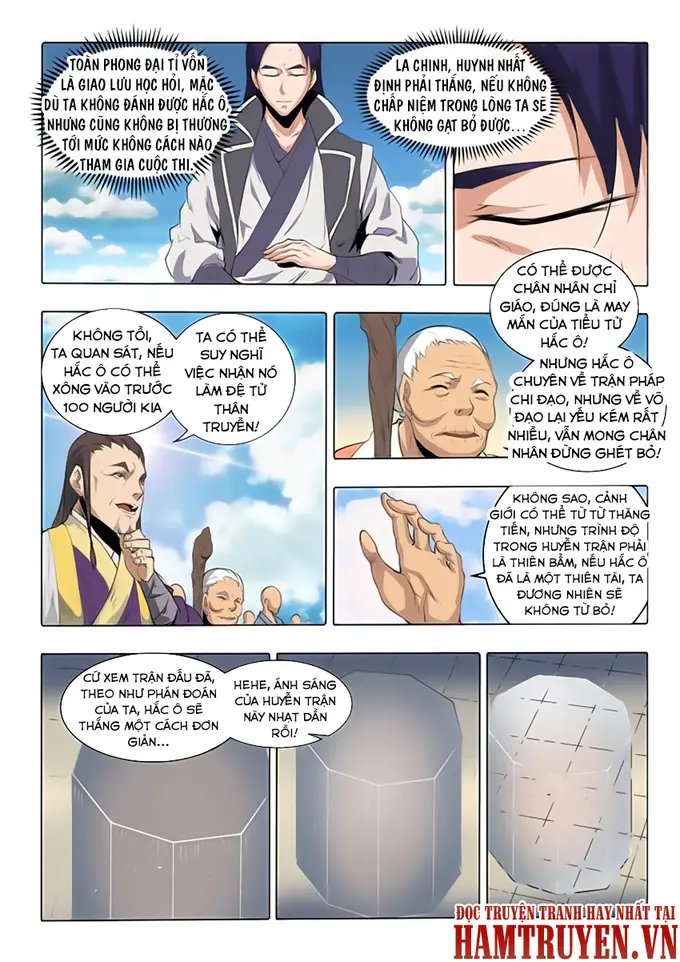 TOÀN PHONG ĐẠI TỈ VỐN
LÀ GIAO LƯU HỌC HỎI, MẶC
DÙ TA KHÔNG ĐÁNH ĐƯỢC HẮC Ô,
NHƯNG CŨNG KHÔNG BỊ THƯƠNG
TỚI MỨC KHÔNG CÁCH NÀO
THAM GIA CUỘC THI.
LA CHINH, HUYNH NHẤT
ĐỊNH PHẢI THẮNG, NẾU KHÔNG
CHẤP NIỆM TRONG LÒNG TA SẼ
KHÔNG GẠT BỎ ĐƯỢC...
CÓ THỂ ĐƯỢC
CHÂN NHÂN CHỈ
GIÁO, ĐÚNG LÀ MAY
MẮN CỦA TIỂU TỬ
HẮC Ô!
NHƯNG HẮC Ô
CHUYÊN VỀ TRẬN PHÁP
CHI ĐẠO, NHƯNG VỀ VÕ
ĐẠO LẠI YẾU KÉM RẤT
NHIỀU, VẪN MONG CHÂN
NHÂN ĐỪNG GHÉT BỎ!
KHÔNG TỒI,
TA QUAN SÁT, NẾU
HẮC Ô CÓ THỂ
XÔNG VÀO TRƯỚC
100 NGƯỜI KIA
TA CÓ THỂ
SUY NGHĨ
VIỆC NHẬN NÓ
LÀM ĐỆ TỬ
THÂN
TRUYỀN!
KHÔNG SAO, CẢNH
GIỚI CÓ THỂ TỪ TỪ THĂNG
TIẾN, NHƯNG TRÌNH ĐỘ
TRONG HUYỄN TRẬN PHẢI
LÀ THIÊN BẨM, NẾU HẮC Ô
ĐÃ LÀ MỘT THIÊN TÀI, TA
ĐƯƠNG NHIÊN SẼ
KHÔNG TỪ BỎ!
CỨ XEM TRẬN ĐẤU ĐÃ,
THEO NHƯ PHÁN ĐOÁN
CỦA TA, HẮC Ô SẼ
THẮNG MỘT CÁCH ĐƠN
GIẢN...
HEHE, ÁNH SÁNG
CỦA HUYỄN TRẬN
NÀY NHẠT DẦN
RỒI!
ĐỌC TRUYỆN TRANH HAY NHẤT TẠI
HAMTRUYEN.VN